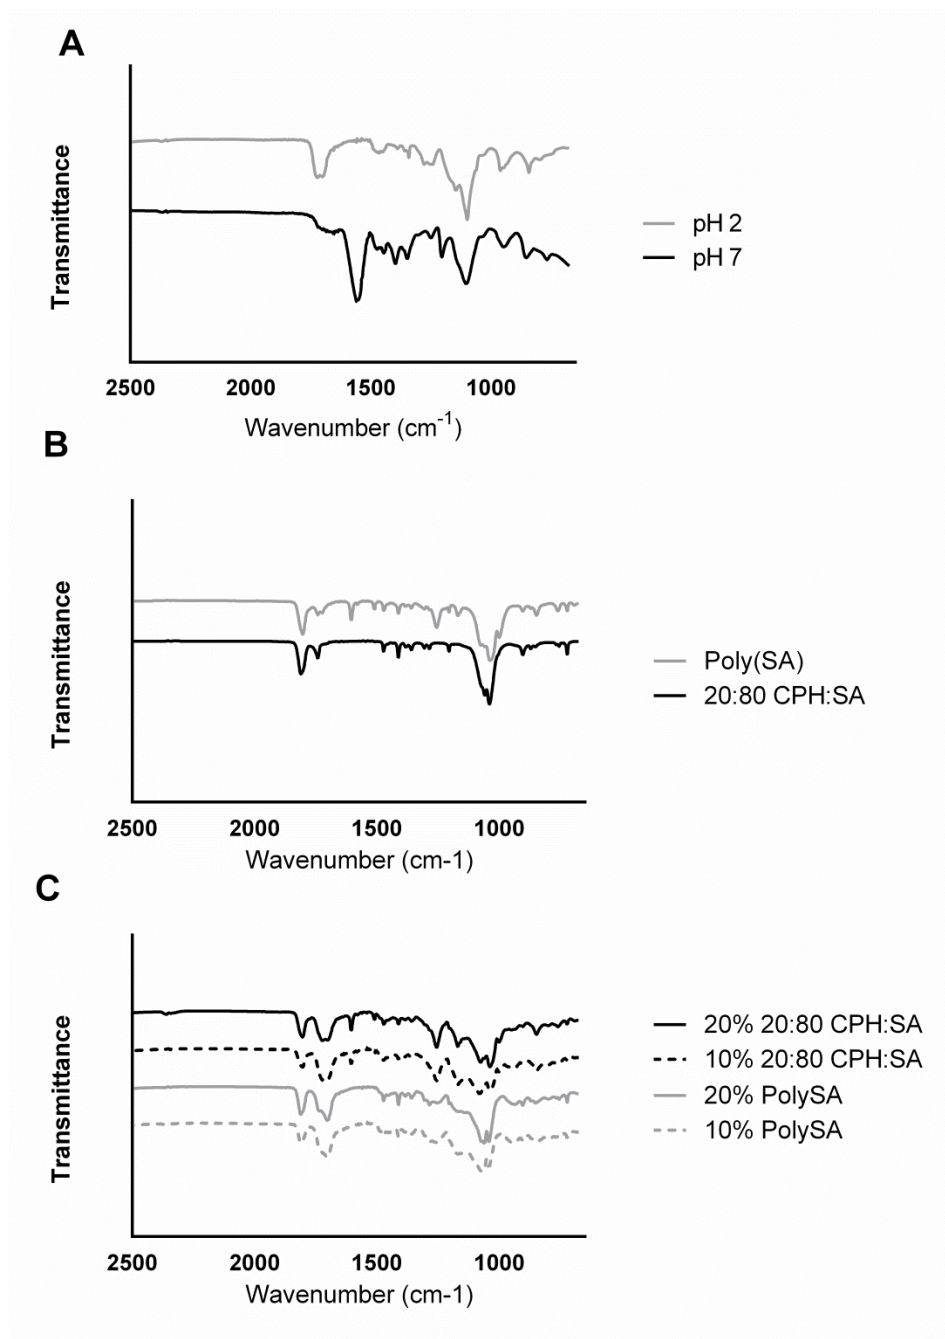 A
Transmittance
pH 2
pH 7
2500 2000 1500 1000
Wavenumber (cm-1)
B
Transmittance
Poly(SA)
20:80 CPH:SA
2500 2000 1500 1000
Wavenumber (cm-1)
C
Transmittance
20% 20:80 CPH:SA
10% 20:80 CPH:SA
20% PolySA
10% PolySA
2500 2000 1500 1000
Wavenumber (cm-1)